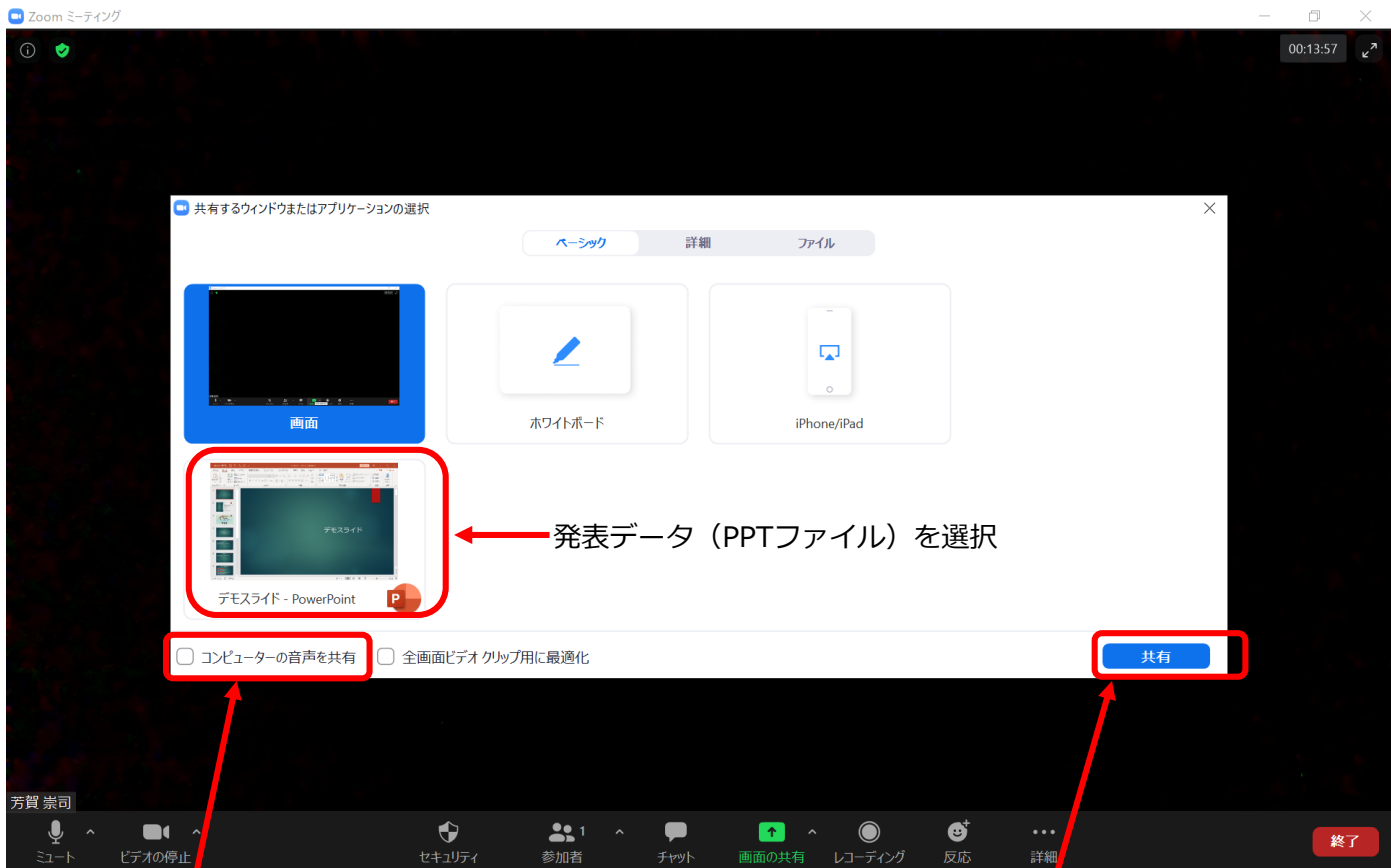 Zoom ミーティング
00:13:57
共有するウィンドウまたはアプリケーションの選択
ベーシック 詳細 ファイル
画面 ホワイトボード iPhone/iPad
デモスライド
発表データ（PPTファイル）を選択
デモスライド - PowerPoint P
コンピューターの音声を共有 全画面ビデオ クリップ用に最適化 共有
芳賀 崇司
1
ミュート ビデオの停止 セキュリティ 参加者 チャット 画面の共有 レコーディング 反応 詳細 終了